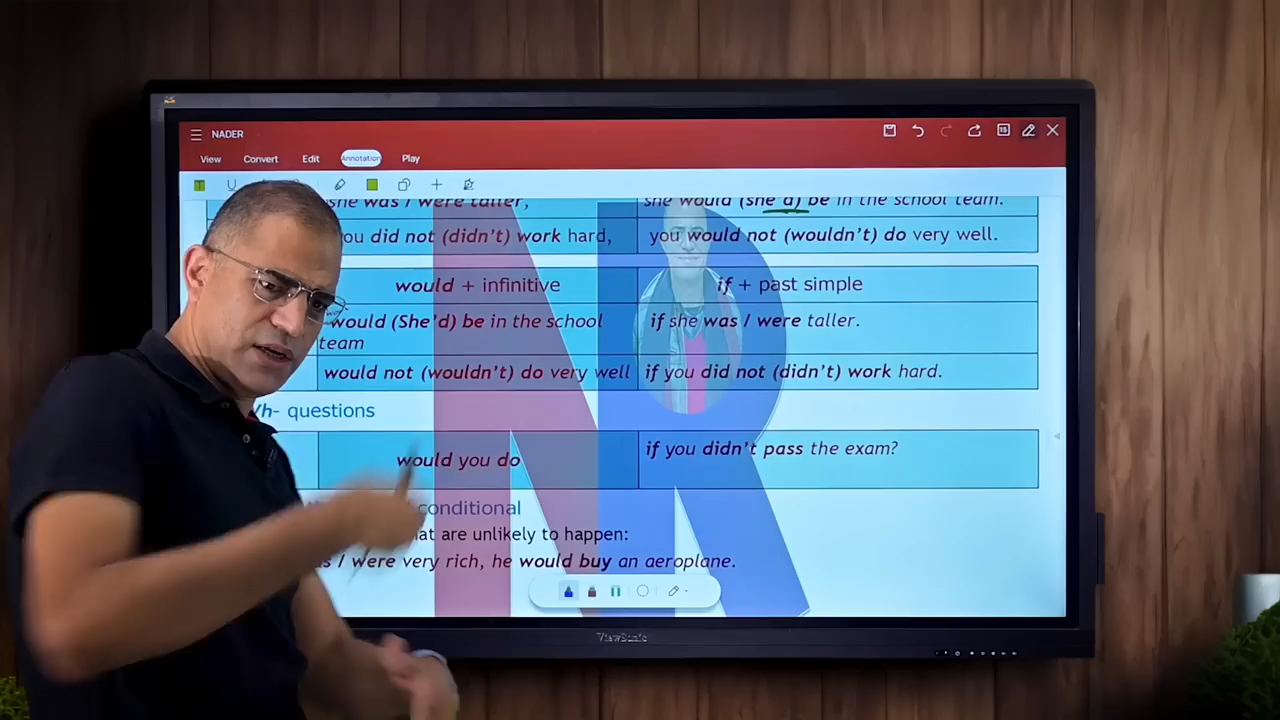 NADER
View Convert Edit Annotation Play
she was / were taller, she would (she'd) be in the school team.
you did not (didn't) work hard, you would not (wouldn't) do very well.
would + infinitive if + past simple
would (She'd) be in the school team if she was / were taller.
would not (wouldn't) do very well if you did not (didn't) work hard.
Wh- questions
would you do if you didn't pass the exam?
conditional
that are unlikely to happen:
were very rich, he would buy an aeroplane.
NR
ViewSonic